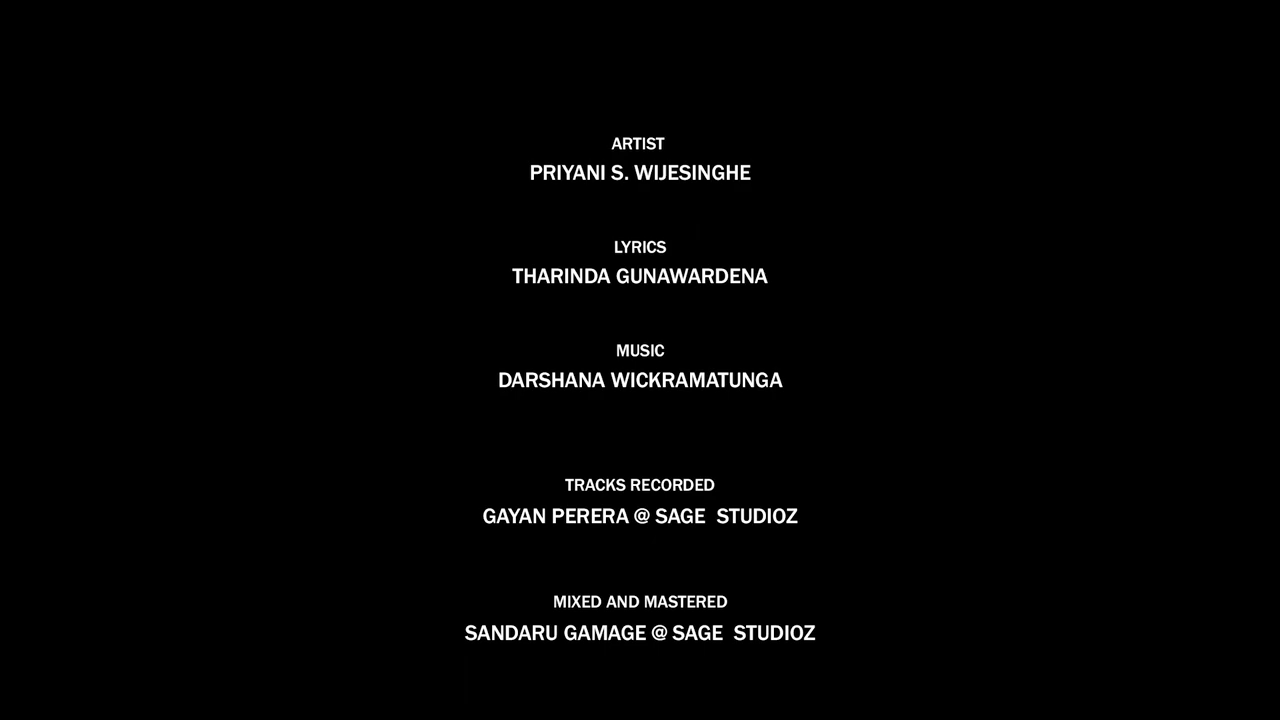 ARTIST
PRIYANI S. WIJESINGHE
LYRICS
THARINDA GUNAWARDENA
MUSIC
DARSHANA WICKRAMATUNGA
TRACKS RECORDED
GAYAN PERERA @ SAGE  STUDIOZ
MIXED AND MASTERED
SANDARU GAMAGE @ SAGE  STUDIOZ